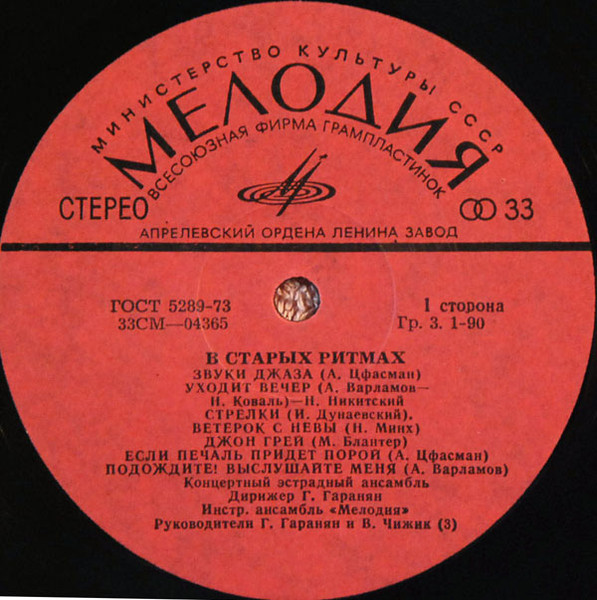 МИНИСТЕРСТВО КУЛЬТУРЫ СССР
МЕЛОДИЯ
ВСЕСОЮЗНАЯ ФИРМА ГРАМПЛАСТИНОК
СТЕРЕО
33
АПРЕЛЕВСКИЙ ОРДЕНА ЛЕНИНА ЗАВОД
ГОСТ 5289-73
1 сторона
33СМ—04365
Гр. 3. 1-90
В СТАРЫХ РИТМАХ
ЗВУКИ ДЖАЗА (А. Цфасман)
УХОДИТ ВЕЧЕР (А. Варламов—
Н. Коваль)—Н. Никитский
СТРЕЛКИ (И. Дунаевский),
ВЕТЕРОК С НЕВЫ (Н. Минх)
ДЖОН ГРЕЙ (М. Блантер)
ЕСЛИ ПЕЧАЛЬ ПРИДЕТ ПОРОЙ (А. Цфасман)
ПОДОЖДИТЕ! ВЫСЛУШАЙТЕ МЕНЯ (А. Варламов)
Концертный эстрадный ансамбль
Дирижер Г. Гаранян
Инстр. ансамбль «Мелодия»
Руководители Г. Гаранян и В. Чижик (3)